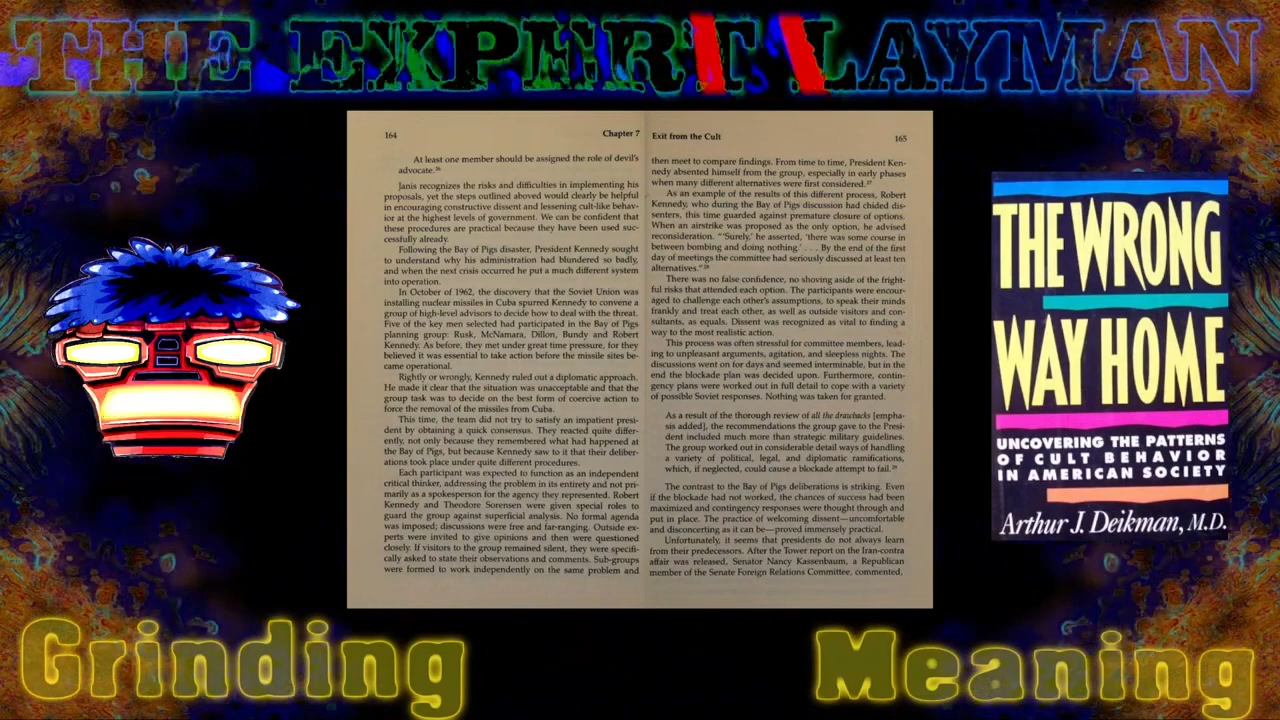 THE EXPERT LAYMAN
164
Chapter 7
At least one member should be assigned the role of devil's
advocate.26
Janis recognizes the risks and difficulties in implementing his
proposals, yet the steps outlined aboved would clearly be helpful
in encouraging constructive dissent and lessening cult-like behav-
ior at the highest levels of government. We can be confident that
these procedures are practical because they have been used suc-
cessfully already.
Following the Bay of Pigs disaster, President Kennedy sought
to understand why his administration had blundered so badly,
and when the next crisis occurred he put a much different system
into operation.
In October of 1962, the discovery that the Soviet Union was
installing nuclear missiles in Cuba spurred Kennedy to convene a
group of high-level advisors to decide how to deal with the threat.
Five of the key men selected had participated in the Bay of Pigs
planning group: Rusk, McNamara, Dillon, Bundy and Robert
Kennedy. As before, they met under great time pressure, for they
believed it was essential to take action before the missile sites be-
came operational.
Rightly or wrongly, Kennedy ruled out a diplomatic approach.
He made it clear that the situation was unacceptable and that the
group task was to decide on the best form of coercive action to
force the removal of the missiles from Cuba.
This time, the team did not try to satisfy an impatient presi-
dent by obtaining a quick consensus. They reacted quite differ-
ently, not only because they remembered what had happened at
the Bay of Pigs, but because Kennedy saw to it that their deliber-
ations took place under quite different procedures.
Each participant was expected to function as an independent
critical thinker, addressing the problem in its entirety and not pri-
marily as a spokesperson for the agency they represented. Robert
Kennedy and Theodore Sorensen were given special roles to
guard the group against superficial analysis. No formal agenda
was imposed; discussions were free and far-ranging. Outside ex-
perts were invited to give opinions and then were questioned
closely. If visitors to the group remained silent, they were specifi-
cally asked to state their observations and comments. Sub-groups
were formed to work independently on the same problem and
Exit from the Cult
165
then meet to compare findings. From time to time, President Ken-
nedy absented himself from the group, especially in early phases
when many different alternatives were first considered.27
As an example of the results of this different process, Robert
Kennedy, who during the Bay of Pigs discussion had chided dis-
senters, this time guarded against premature closure of options.
When an airstrike was proposed as the only option, he advised
reconsideration. "'Surely,' he asserted, 'there was some course in
between bombing and doing nothing.' . . . By the end of the first
day of meetings the committee had seriously discussed at least ten
alternatives."28
There was no false confidence, no shoving aside of the fright-
ful risks that attended each option. The participants were encour-
aged to challenge each other's assumptions, to speak their minds
frankly and treat each other, as well as outside visitors and con-
sultants, as equals. Dissent was recognized as vital to finding a
way to the most realistic action.
This process was often stressful for committee members, lead-
ing to unpleasant arguments, agitation, and sleepless nights. The
discussions went on for days and seemed interminable, but in the
end the blockade plan was decided upon. Furthermore, contin-
gency plans were worked out in full detail to cope with a variety
of possible Soviet responses. Nothing was taken for granted.
As a result of the thorough review of all the drawbacks [empha-
sis added], the recommendations the group gave to the Presi-
dent included much more than strategic military guidelines.
The group worked out in considerable detail ways of handling
a variety of political, legal, and diplomatic ramifications,
which, if neglected, could cause a blockade attempt to fail.29
The contrast to the Bay of Pigs deliberations is striking. Even
if the blockade had not worked, the chances of success had been
maximized and contingency responses were thought through and
put in place. The practice of welcoming dissent—uncomfortable
and disconcerting as it can be—proved immensely practical.
Unfortunately, it seems that presidents do not always learn
from their predecessors. After the Tower report on the Iran-contra
affair was released, Senator Nancy Kassenbaum, a Republican
member of the Senate Foreign Relations Committee, commented,
THE WRONG
WAY HOME
UNCOVERING THE PATTERNS
OF CULT BEHAVIOR
IN AMERICAN SOCIETY
Arthur J. Deikman, M.D.
Grinding
Meaning